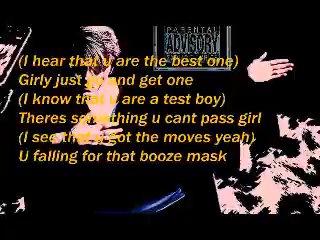 PARENTAL
ADVISORY
(I hear that u are the best one)
Girly just go and get one
(I know that u are a test boy)
Theres something u cant pass girl
(I see that u got the moves yeah)
U falling for that booze mask